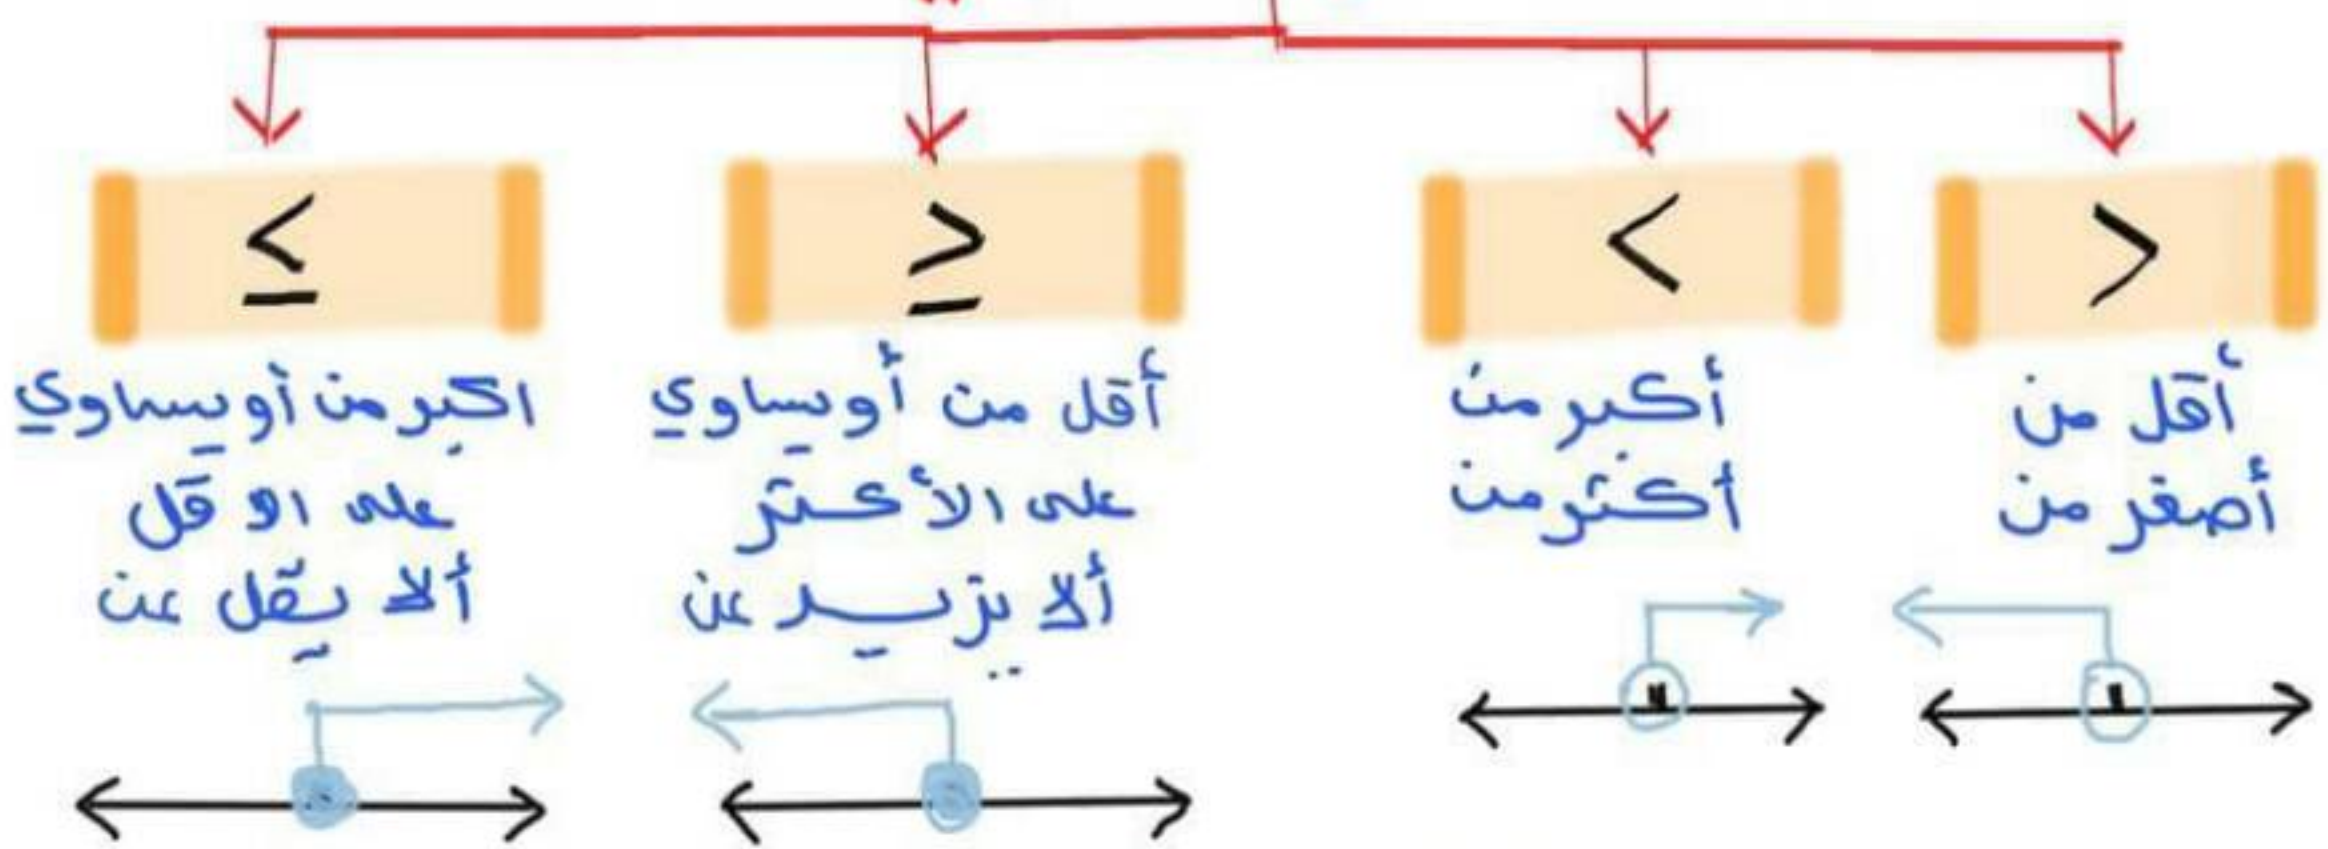 >
أقل من
أصغر من
<
أكبر من
أكثر من
≥
أقل من أو يساوي
على الأكثر
ألا يزيد عن
≤
اكبر من أو يساوي
على الاقل
ألا يقل عن